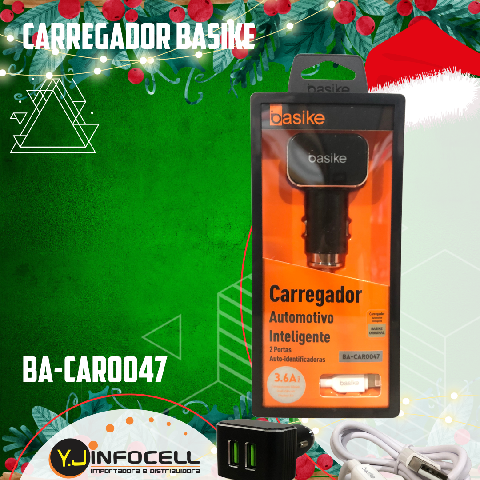 CARREGADOR BASIKE
basike
basike
basike
Carregador
Automotivo
Inteligente
2 Portas
Auto-Identificadoras
BA-CAR0047
3.6A
basike
BA-CAR0047
Y.J INFOCELL
importadora e distribuidora